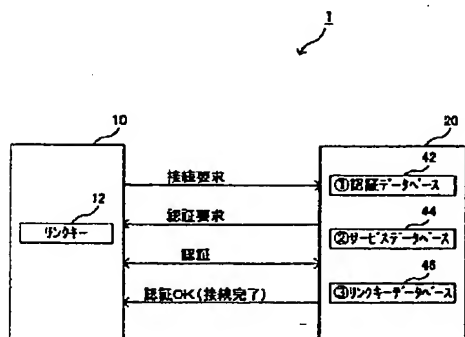 1
10
20
接続要求
42
12
①認証データベース
リンクキー
認証要求
44
②サービスデータベース
認証
46
認証OK(接続完了)
③リンクキーデータベース